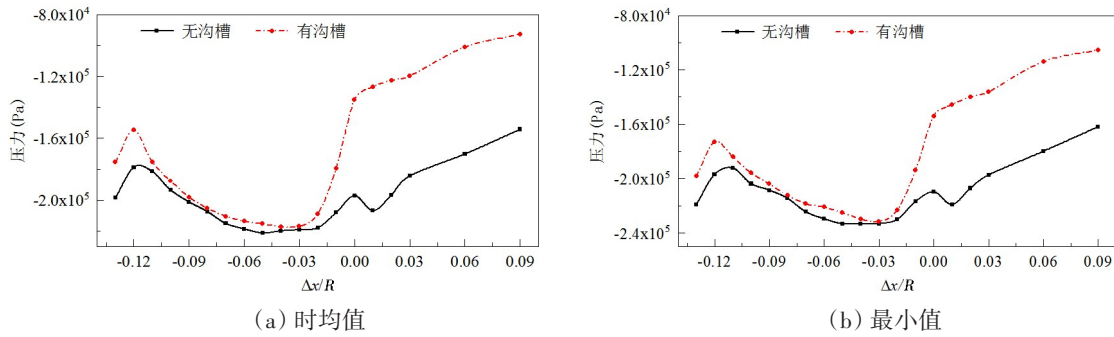 -8.0x10⁴
无沟槽 有沟槽
-1.2x10⁵
压力(Pa)
-1.6x10⁵
-2.0x10⁵
-0.12 -0.09 -0.06 -0.03 0.00 0.03 0.06 0.09
Δx/R
(a)时均值
-8.0x10⁴
无沟槽 有沟槽
-1.2x10⁵
压力(Pa)
-1.6x10⁵
-2.0x10⁵
-2.4x10⁵
-0.12 -0.09 -0.06 -0.03 0.00 0.03 0.06 0.09
Δx/R
(b)最小值